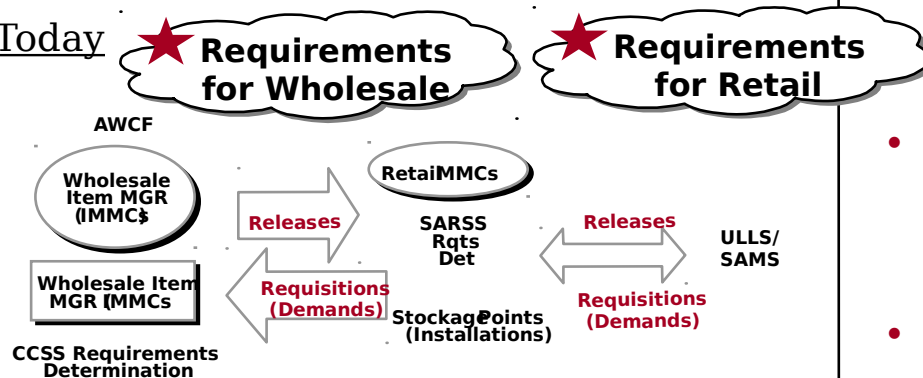 Today
Requirements
for Wholesale
Requirements
for Retail
AWCF
Wholesale
Item MGR
(IMMCs)
Wholesale Item
MGR (IMMCs
CCSS Requirements
Determination
Releases
Requisitions
(Demands)
RetailMMCs
SARSS
Rqts
Det
Stockage Points
(Installations)
Releases
Requisitions
(Demands)
ULLS/
SAMS